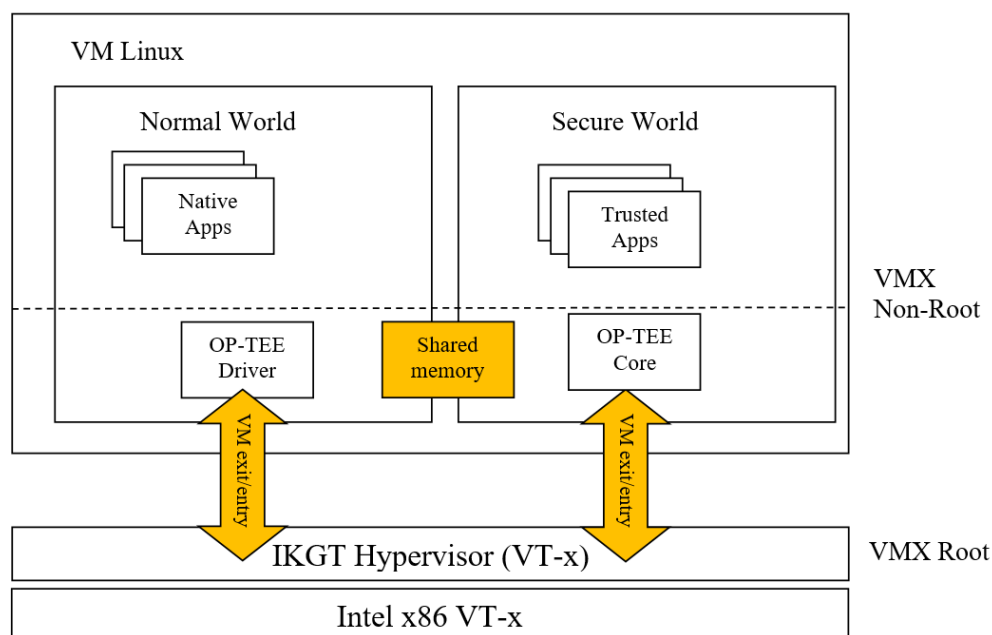 VM Linux
Normal World
Secure World
Native
Apps
Trusted
Apps
VMX
Non-Root
OP-TEE
Driver
Shared
memory
OP-TEE
Core
VM exit/entry
VM exit/entry
IKGT Hypervisor (VT-x)
VMX Root
Intel x86 VT-x